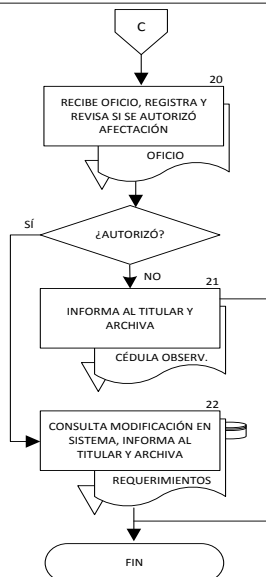 C
20
RECIBE OFICIO, REGISTRA Y
REVISA SI SE AUTORIZÓ
AFECTACIÓN
OFICIO
SÍ
¿AUTORIZÓ?
NO
21
INFORMA AL TITULAR Y
ARCHIVA
CÉDULA OBSERV.
22
CONSULTA MODIFICACIÓN EN
SISTEMA, INFORMA AL
TITULAR Y ARCHIVA
REQUERIMIENTOS
FIN